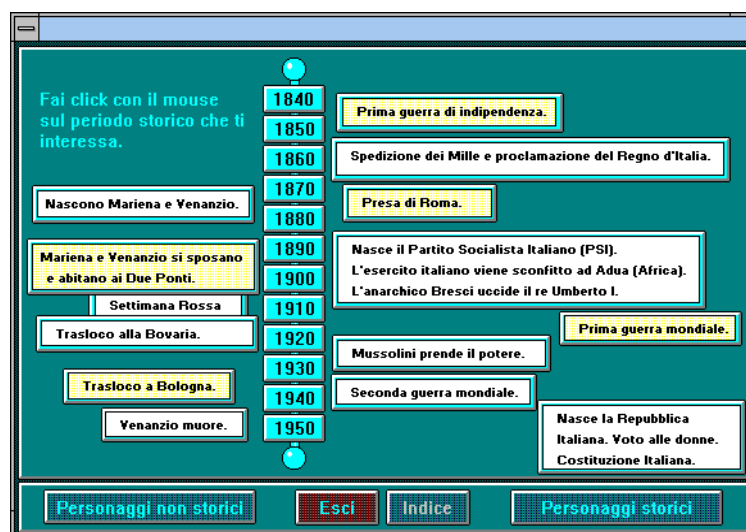 Fai click con il mouse
sul periodo storico che ti
interessa.
1840
1850
1860
1870
1880
1890
1900
1910
1920
1930
1940
1950
Nascono Mariena e Venanzio.
Mariena e Venanzio si sposano
e abitano ai Due Ponti.
Settimana Rossa
Trasloco alla Bovaria.
Trasloco a Bologna.
Venanzio muore.
Prima guerra di indipendenza.
Spedizione dei Mille e proclamazione del Regno d'Italia.
Presa di Roma.
Nasce il Partito Socialista Italiano (PSI).
L'esercito italiano viene sconfitto ad Adua (Africa).
L'anarchico Bresci uccide il re Umberto I.
Prima guerra mondiale.
Mussolini prende il potere.
Seconda guerra mondiale.
Nasce la Repubblica
Italiana. Voto alle donne.
Costituzione Italiana.
Personaggi non storici
Esci
Indice
Personaggi storici